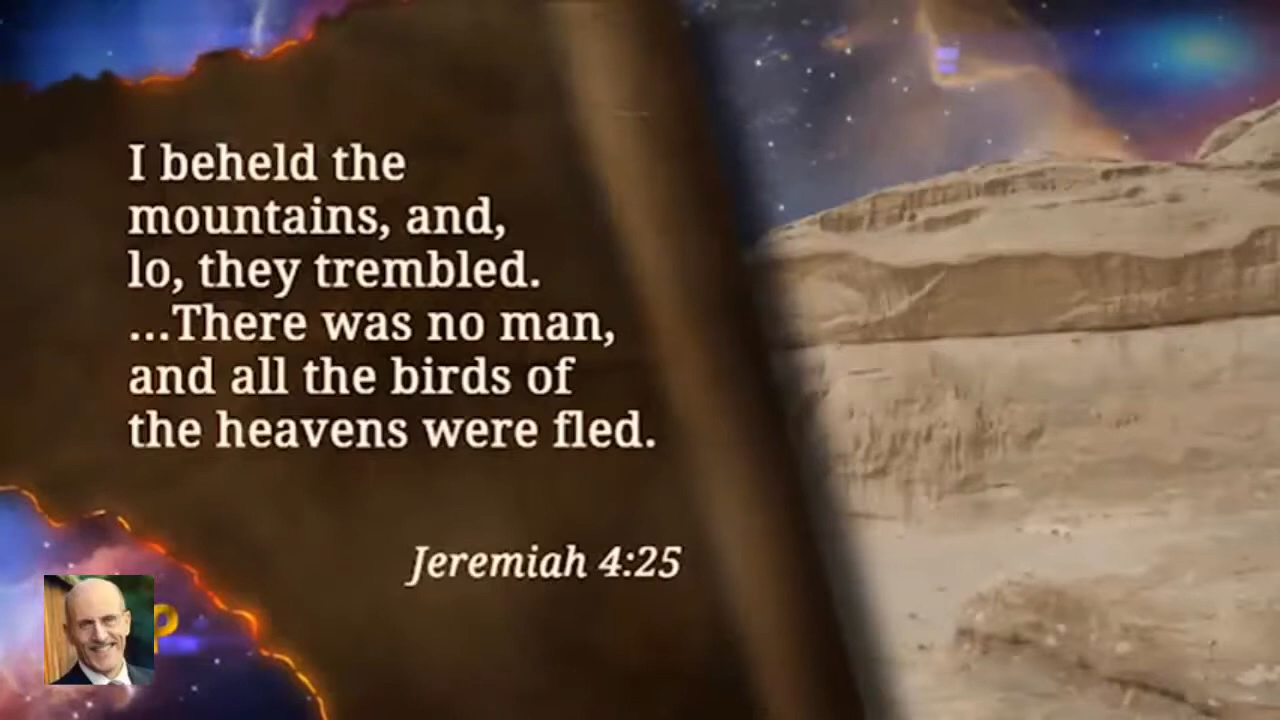 I beheld the
mountains, and,
lo, they trembled.
...There was no man,
and all the birds of
the heavens were fled.
Jeremiah 4:25